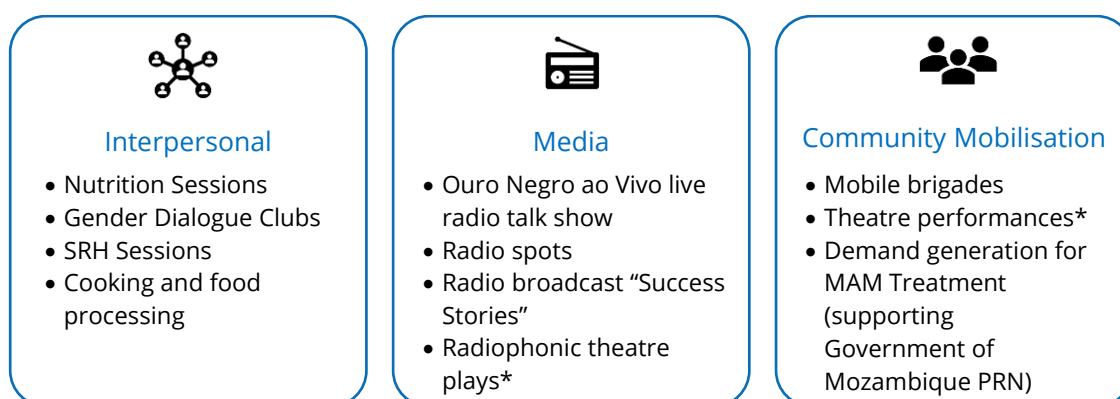 Interpersonal
• Nutrition Sessions
• Gender Dialogue Clubs
• SRH Sessions
• Cooking and food
processing
Media
• Ouro Negro ao Vivo live
radio talk show
• Radio spots
• Radio broadcast “Success
Stories”
• Radiophonic theatre
plays*
Community Mobilisation
• Mobile brigades
• Theatre performances*
• Demand generation for
MAM Treatment
(supporting
Government of
Mozambique PRN)